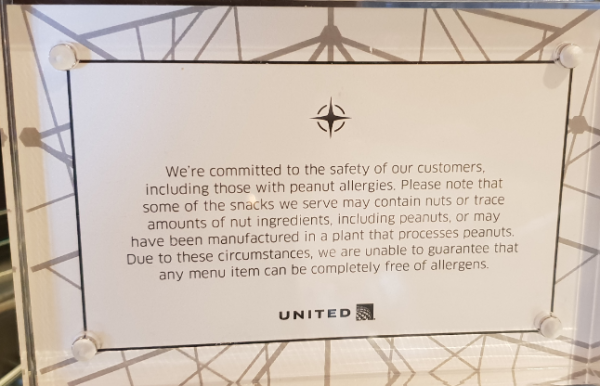 We're committed to the safety of our customers,
including those with peanut allergies. Please note that
some of the snacks we serve may contain nuts or trace
amounts of nut ingredients, including peanuts, or may
have been manufactured in a plant that processes peanuts.
Due to these circumstances, we are unable to guarantee that
any menu item can be completely free of allergens.
UNITED